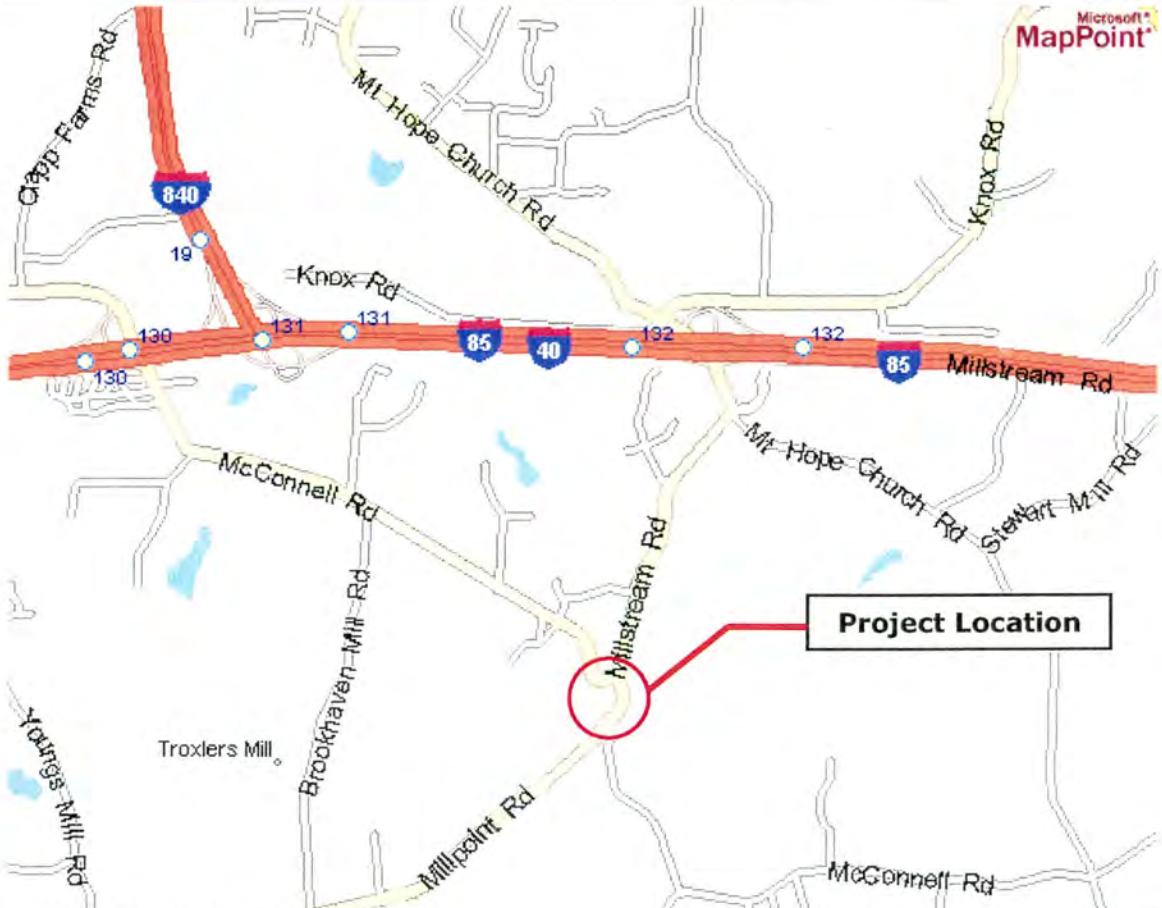 Microsoft®
MapPoint®
Clapp Farms Rd
Mt Hope Church Rd
Knox Rd
840
19
Knox Rd
130
131
131
85
40
132
132
85
Millstream Rd
130
McConnell Rd
Mt Hope Church Rd
Stewart Mill Rd
Millstream Rd
Project Location
Brookhaven Mill Rd
Youngs Mill Rd
Troxlers Mill
Millpoint Rd
McConnell Rd